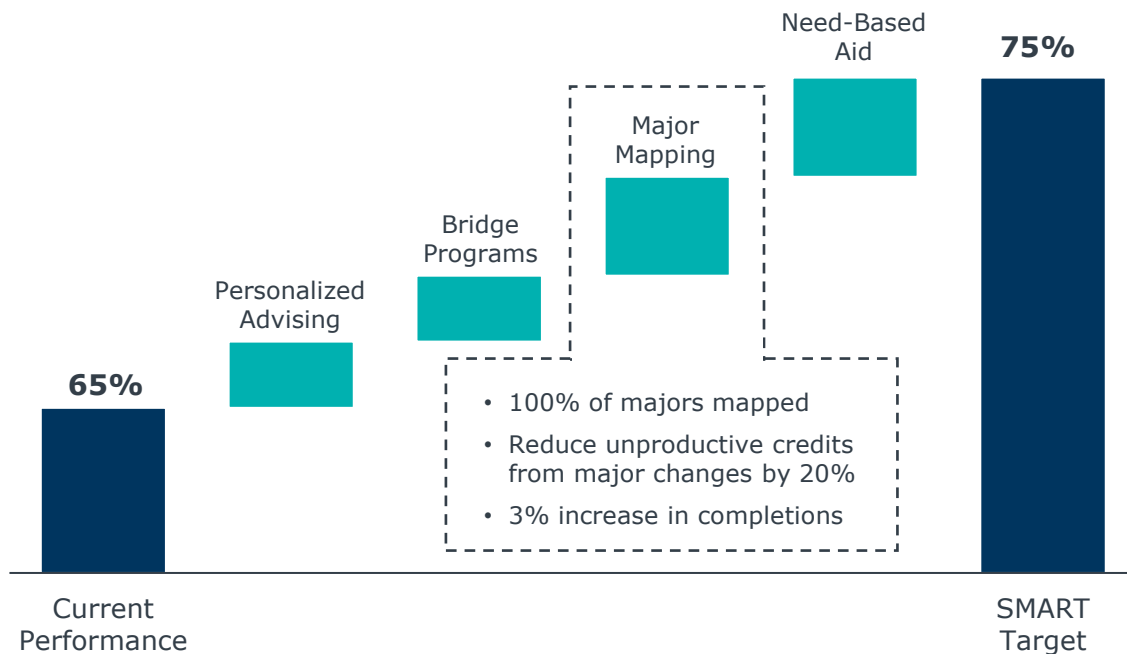 Need-Based
Aid
75%
Major
Mapping
Bridge
Programs
Personalized
Advising
65%
• 100% of majors mapped
• Reduce unproductive credits
from major changes by 20%
• 3% increase in completions
Current
Performance
SMART
Target